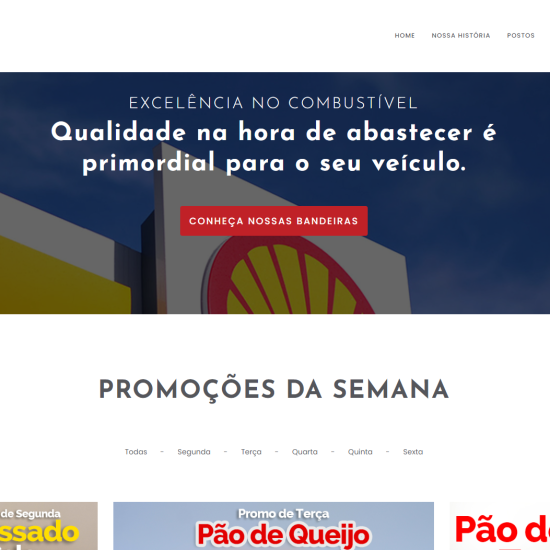 HOME NOSSA HISTÓRIA POSTOS
EXCELÊNCIA NO COMBUSTÍVEL
Qualidade na hora de abastecer é
primordial para o seu veículo.
CONHEÇA NOSSAS BANDEIRAS
PROMOÇÕES DA SEMANA
Todas - Segunda - Terça - Quarta - Quinta - Sexta
de Segunda
Promo de Terça
Pão de Queijo
Pão d